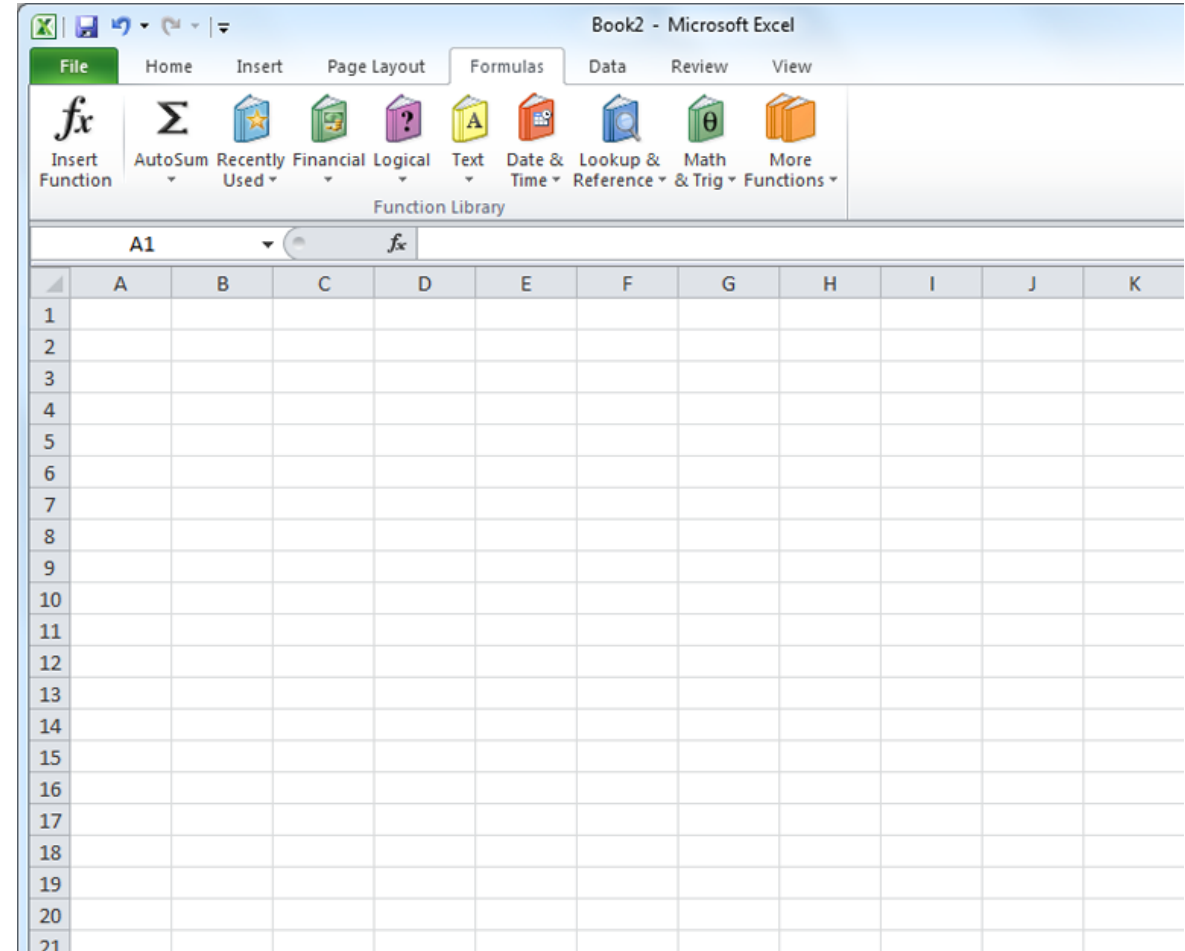 Book2 - Microsoft Excel
File Home Insert Page Layout Formulas Data Review View
fx Σ ? A θ
Insert AutoSum Recently Financial Logical Text Date & Lookup & Math More
Function Used Time Reference & Trig Functions
Function Library
A1 fx
A B C D E F G H I J K
1
2
3
4
5
6
7
8
9
10
11
12
13
14
15
16
17
18
19
20
21